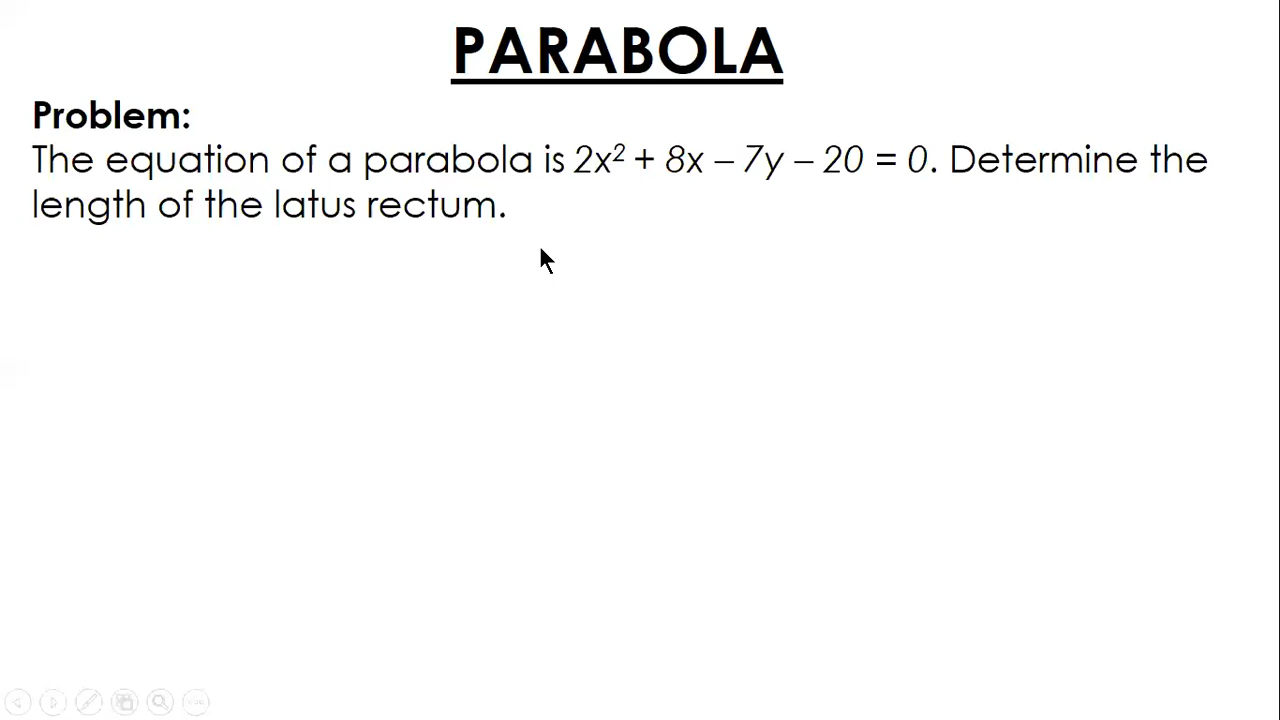 PARABOLA
Problem:
The equation of a parabola is 2x² + 8x – 7y – 20 = 0. Determine the
length of the latus rectum.